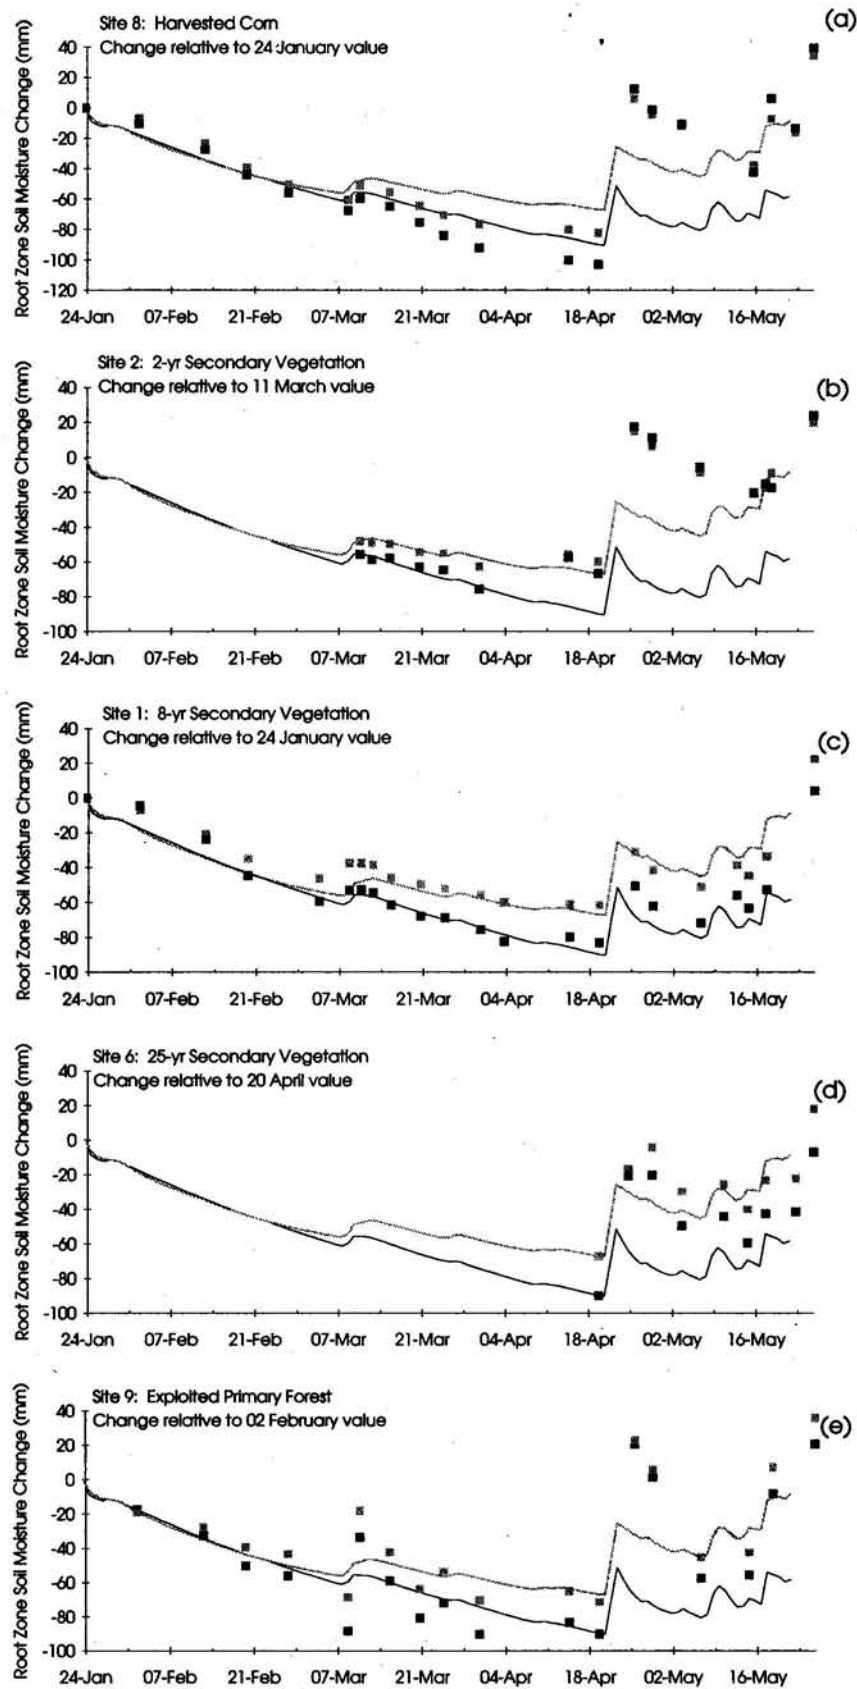 (a)
Site 8: Harvested Corn
Change relative to 24 January value
Root Zone Soil Moisture Change (mm)
40
20
0
-20
-40
-60
-80
-100
-120
24-Jan 07-Feb 21-Feb 07-Mar 21-Mar 04-Apr 18-Apr 02-May 16-May
(b)
Site 2: 2-yr Secondary Vegetation
Change relative to 11 March value
Root Zone Soil Moisture Change (mm)
40
20
0
-20
-40
-60
-80
-100
24-Jan 07-Feb 21-Feb 07-Mar 21-Mar 04-Apr 18-Apr 02-May 16-May
(c)
Site 1: 8-yr Secondary Vegetation
Change relative to 24 January value
Root Zone Soil Moisture Change (mm)
40
20
0
-20
-40
-60
-80
-100
24-Jan 07-Feb 21-Feb 07-Mar 21-Mar 04-Apr 18-Apr 02-May 16-May
(d)
Site 6: 25-yr Secondary Vegetation
Change relative to 20 April value
Root Zone Soil Moisture Change (mm)
40
20
0
-20
-40
-60
-80
-100
24-Jan 07-Feb 21-Feb 07-Mar 21-Mar 04-Apr 18-Apr 02-May 16-May
(e)
Site 9: Exploited Primary Forest
Change relative to 02 February value
Root Zone Soil Moisture Change (mm)
40
20
0
-20
-40
-60
-80
-100
24-Jan 07-Feb 21-Feb 07-Mar 21-Mar 04-Apr 18-Apr 02-May 16-May